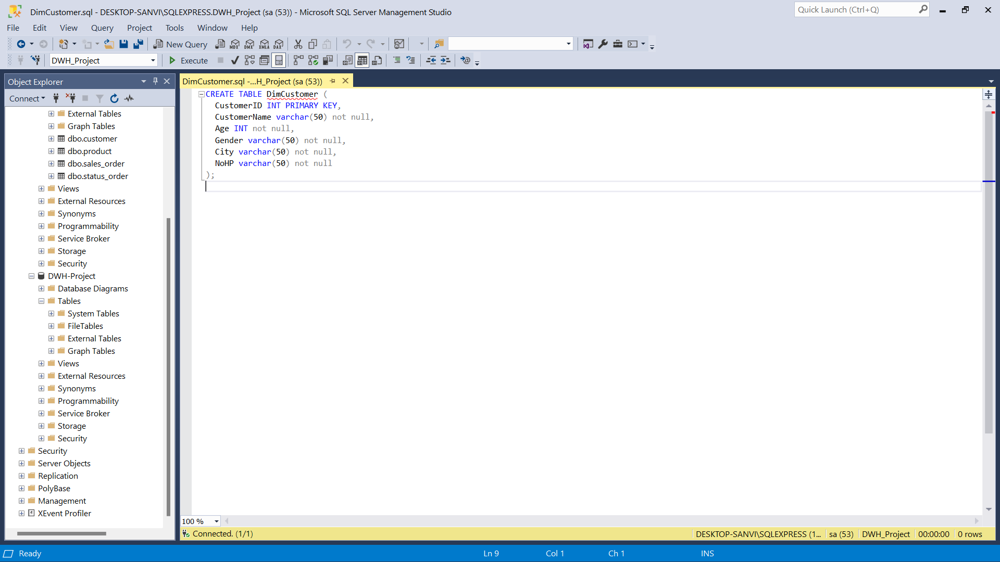 DimCustomer.sql - DESKTOP-SANVI\SQLEXPRESS.DWH_Project (sa (53)) - Microsoft SQL Server Management Studio
Quick Launch (Ctrl+Q)
File Edit View Query Project Tools Window Help
New Query MDX DMX XMLA DAX
DWH_Project Execute
Object Explorer
Connect
External Tables
Graph Tables
dbo.customer
dbo.product
dbo.sales_order
dbo.status_order
Views
External Resources
Synonyms
Programmability
Service Broker
Storage
Security
DWH-Project
Database Diagrams
Tables
System Tables
FileTables
External Tables
Graph Tables
Views
External Resources
Synonyms
Programmability
Service Broker
Storage
Security
Security
Server Objects
Replication
PolyBase
Management
XEvent Profiler
DimCustomer.sql -...H_Project (sa (53))
CREATE TABLE DimCustomer (
CustomerID INT PRIMARY KEY,
CustomerName varchar(50) not null,
Age INT not null,
Gender varchar(50) not null,
City varchar(50) not null,
NoHP varchar(50) not null
);
100 %
Connected. (1/1)
DESKTOP-SANVI\SQLEXPRESS (1... sa (53) DWH_Project 00:00:00 0 rows
Ready Ln 9 Col 1 Ch 1 INS